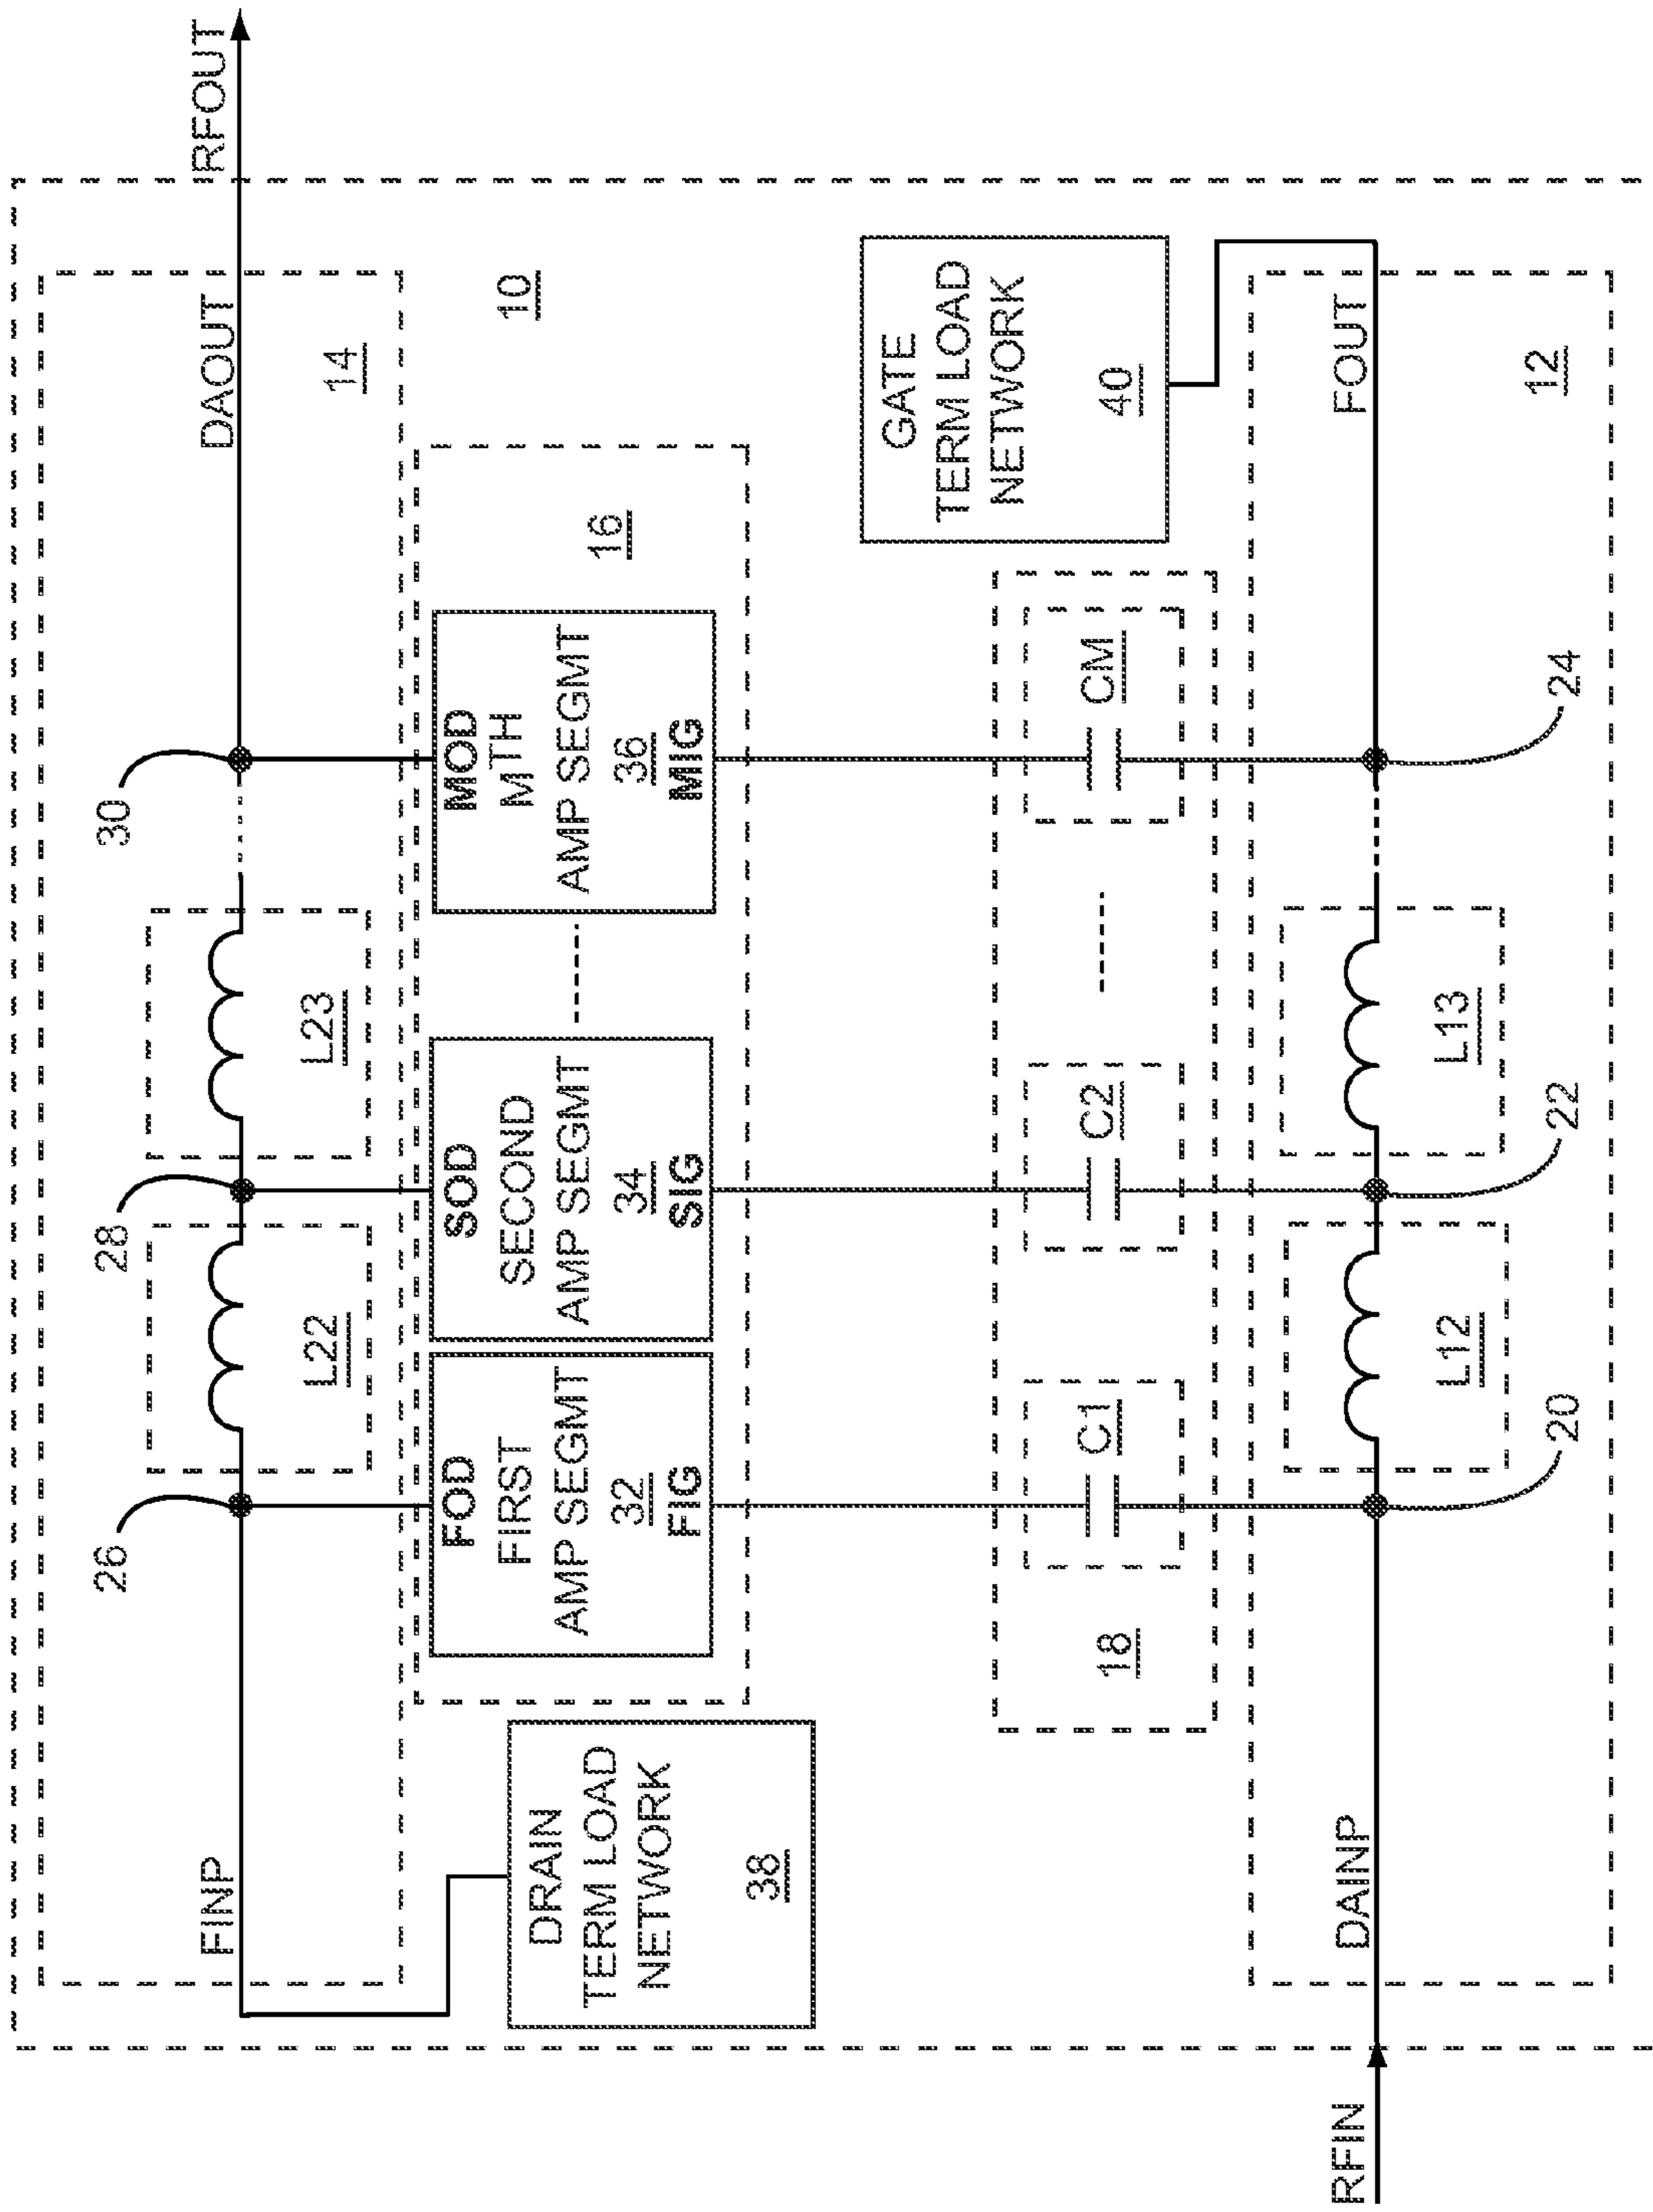 30
28
26
RFOUT
DAOUT
FINP
L22
L23
14
10
FOD
FIRST
AMP SEGMT
32
FIG
SOD
SECOND
AMP SEGMT
34
SIG
MOD
MTH
AMP SEGMT
36
MIG
16
DRAIN
TERM LOAD
NETWORK
38
GATE
TERM LOAD
NETWORK
40
18
C1
C2
CM
RFIN
DAINP
FOUT
L12
L13
12
20
22
24